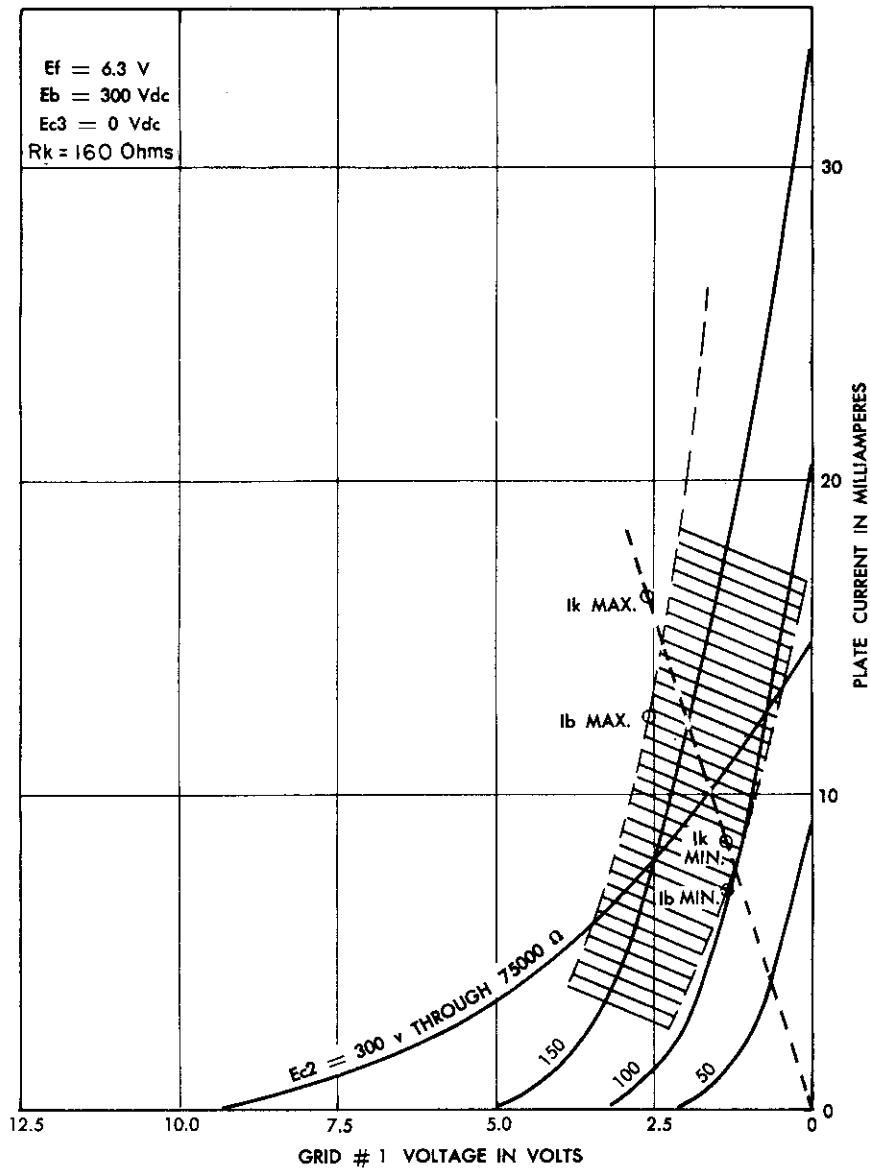 Ef = 6.3 V
Eb = 300 Vdc
Ec3 = 0 Vdc
Rk = 160 Ohms
30
20
10
0
PLATE CURRENT IN MILLIAMPERES
Ik MAX.
Ib MAX.
Ik
MIN.
Ib MIN.
Ec2 = 300 v THROUGH 75000 Ω
150
100
50
12.5
10.0
7.5
5.0
2.5
0
GRID # 1 VOLTAGE IN VOLTS